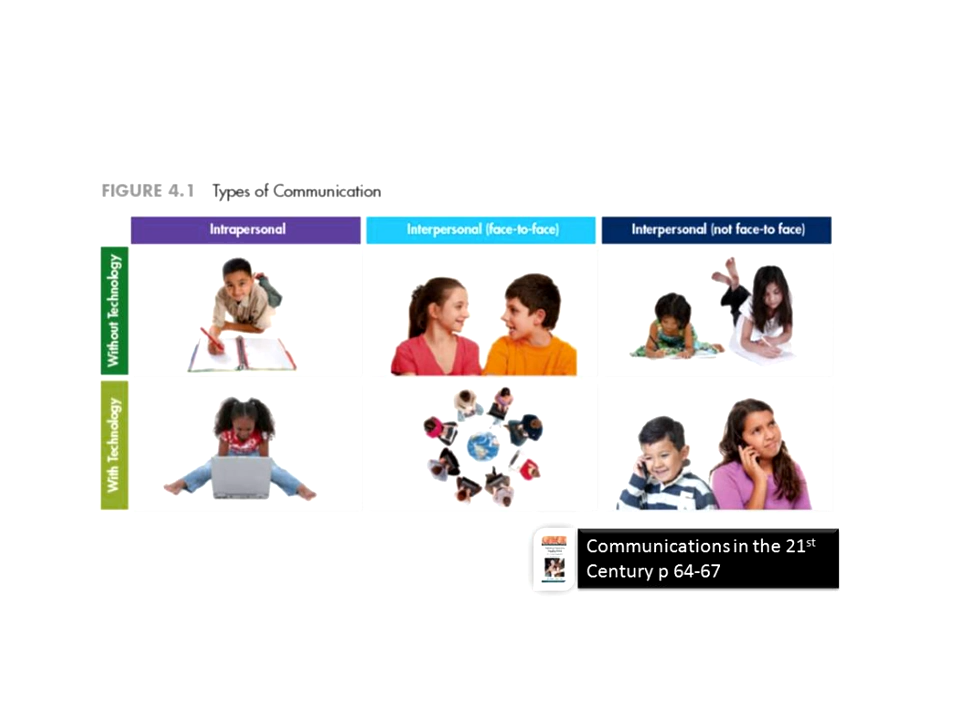 FIGURE 4.1 Types of Communication
Intrapersonal
Interpersonal (face-to-face)
Interpersonal (not face-to face)
Without Technology
With Technology
Communications in the 21st
Century p 64-67